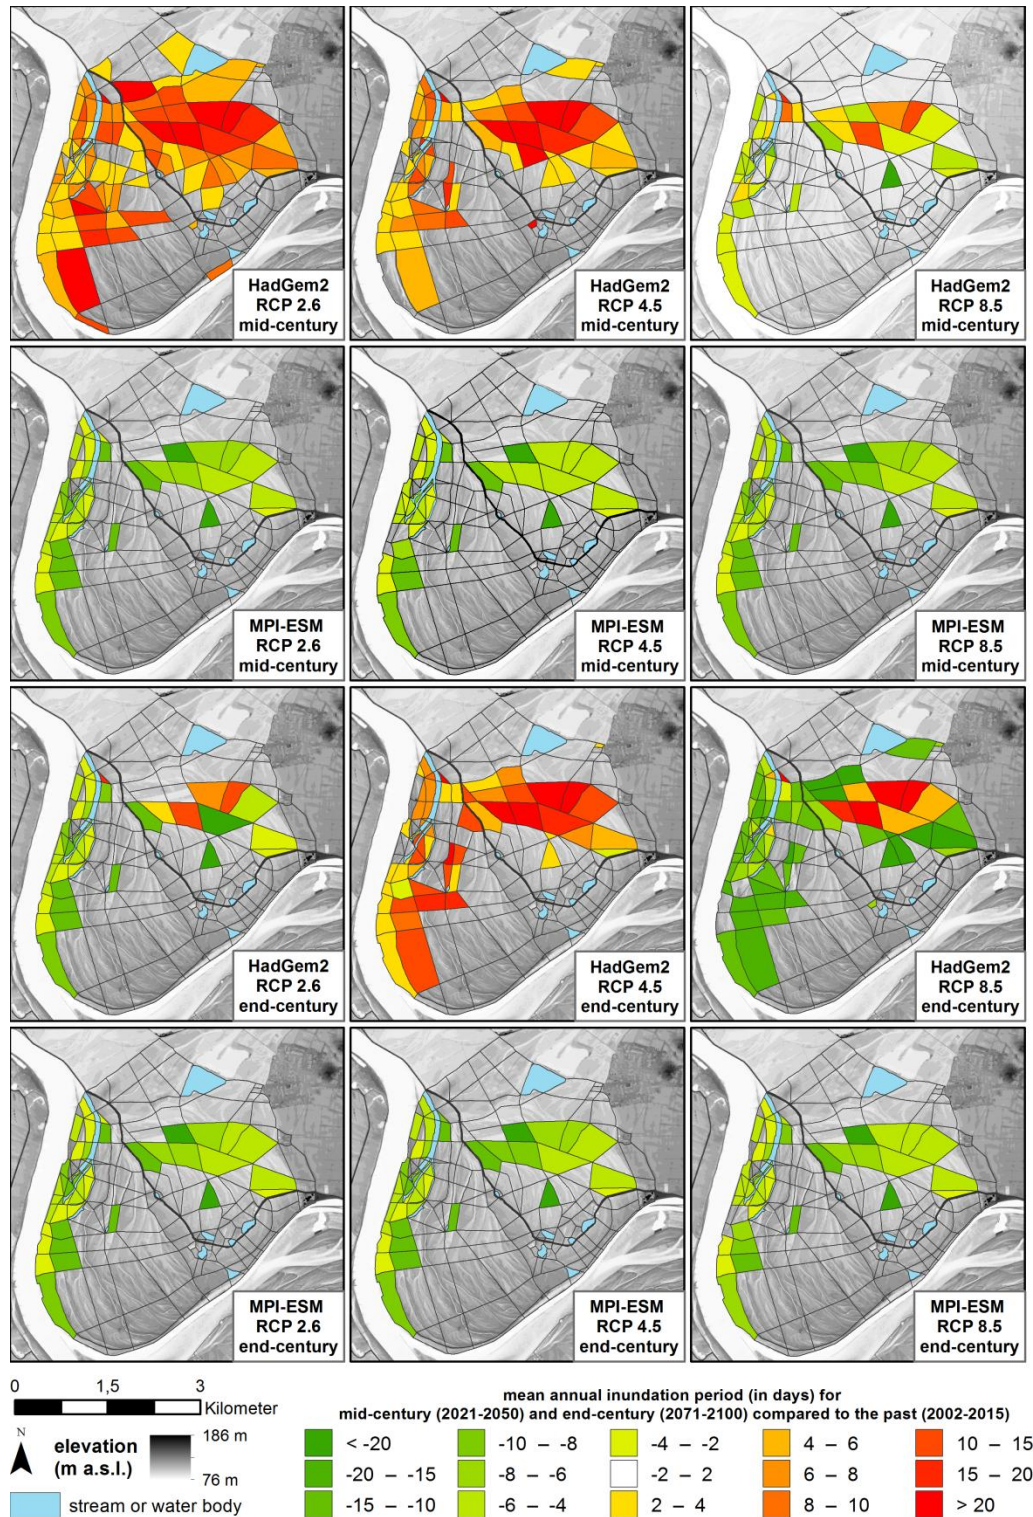 HadGem2
RCP 2.6
mid-century
HadGem2
RCP 4.5
mid-century
HadGem2
RCP 8.5
mid-century
MPI-ESM
RCP 2.6
mid-century
MPI-ESM
RCP 4.5
mid-century
MPI-ESM
RCP 8.5
mid-century
HadGem2
RCP 2.6
end-century
HadGem2
RCP 4.5
end-century
HadGem2
RCP 8.5
end-century
MPI-ESM
RCP 2.6
end-century
MPI-ESM
RCP 4.5
end-century
MPI-ESM
RCP 8.5
end-century
0 1,5 3
Kilometer
N
elevation
(m a.s.l.)
186 m
76 m
stream or water body
mean annual inundation period (in days) for
mid-century (2021-2050) and end-century (2071-2100) compared to the past (2002-2015)
< -20
-20 – -15
-15 – -10
-10 – -8
-8 – -6
-6 – -4
-4 – -2
-2 – 2
2 – 4
4 – 6
6 – 8
8 – 10
10 – 15
15 – 20
> 20